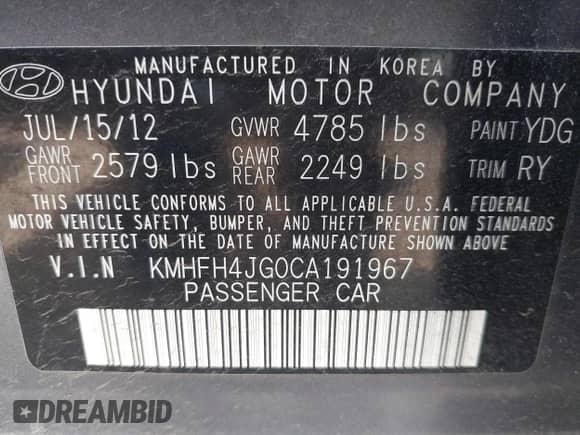 MANUFACTURED IN KOREA BY
HYUNDAI MOTOR COMPANY
JUL/15/12 GVWR 4785 lbs PAINT YDG
GAWR FRONT 2579 lbs GAWR REAR 2249 lbs TRIM RY
THIS VEHICLE CONFORMS TO ALL APPLICABLE U.S.A. FEDERAL
MOTOR VEHICLE SAFETY, BUMPER, AND THEFT PREVENTION STANDARDS
IN EFFECT ON THE DATE OF MANUFACTURE SHOWN ABOVE
V.I.N KMHFH4JG0CA191967
PASSENGER CAR
DREAMBID